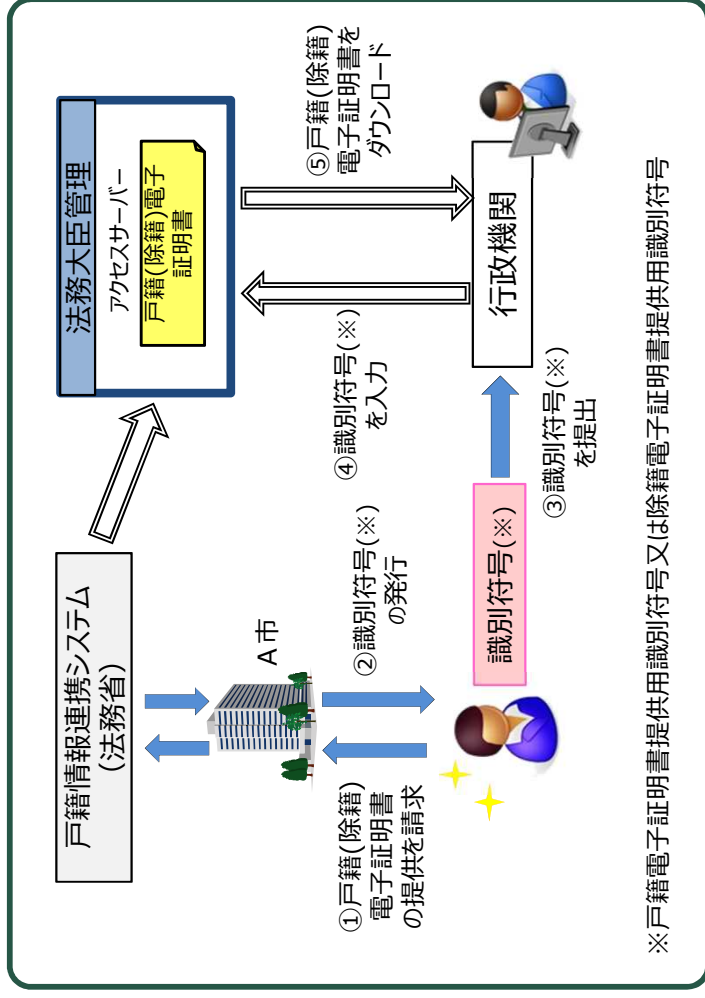 戸籍情報連携システム
(法務省)
法務大臣管理
アクセスサーバー
戸籍(除籍)電子
証明書
A市
①戸籍(除籍)
電子証明書
の提供を請求
②識別符号(※)
の発行
識別符号(※)
③識別符号(※)
を提出
④識別符号(※)
を入力
⑤戸籍(除籍)
電子証明書を
ダウンロード
行政機関
※戸籍電子証明書提供用識別符号又は除籍電子証明書提供用識別符号